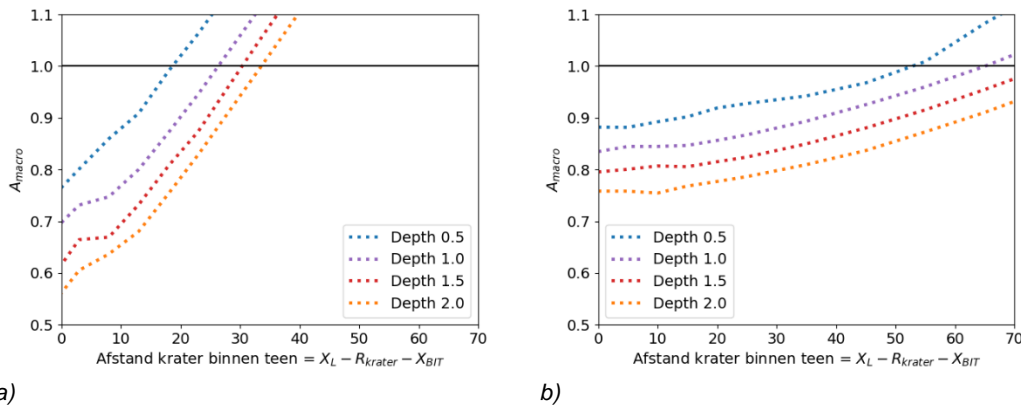 1.1
1.0
0.9
0.8
0.7
0.6
0.5
A_macro
Depth 0.5
Depth 1.0
Depth 1.5
Depth 2.0
0 10 20 30 40 50 60 70
Afstand krater binnen teen = X_L − R_krater − X_BIT
a)
1.1
1.0
0.9
0.8
0.7
0.6
0.5
A_macro
Depth 0.5
Depth 1.0
Depth 1.5
Depth 2.0
0 10 20 30 40 50 60 70
Afstand krater binnen teen = X_L − R_krater − X_BIT
b)